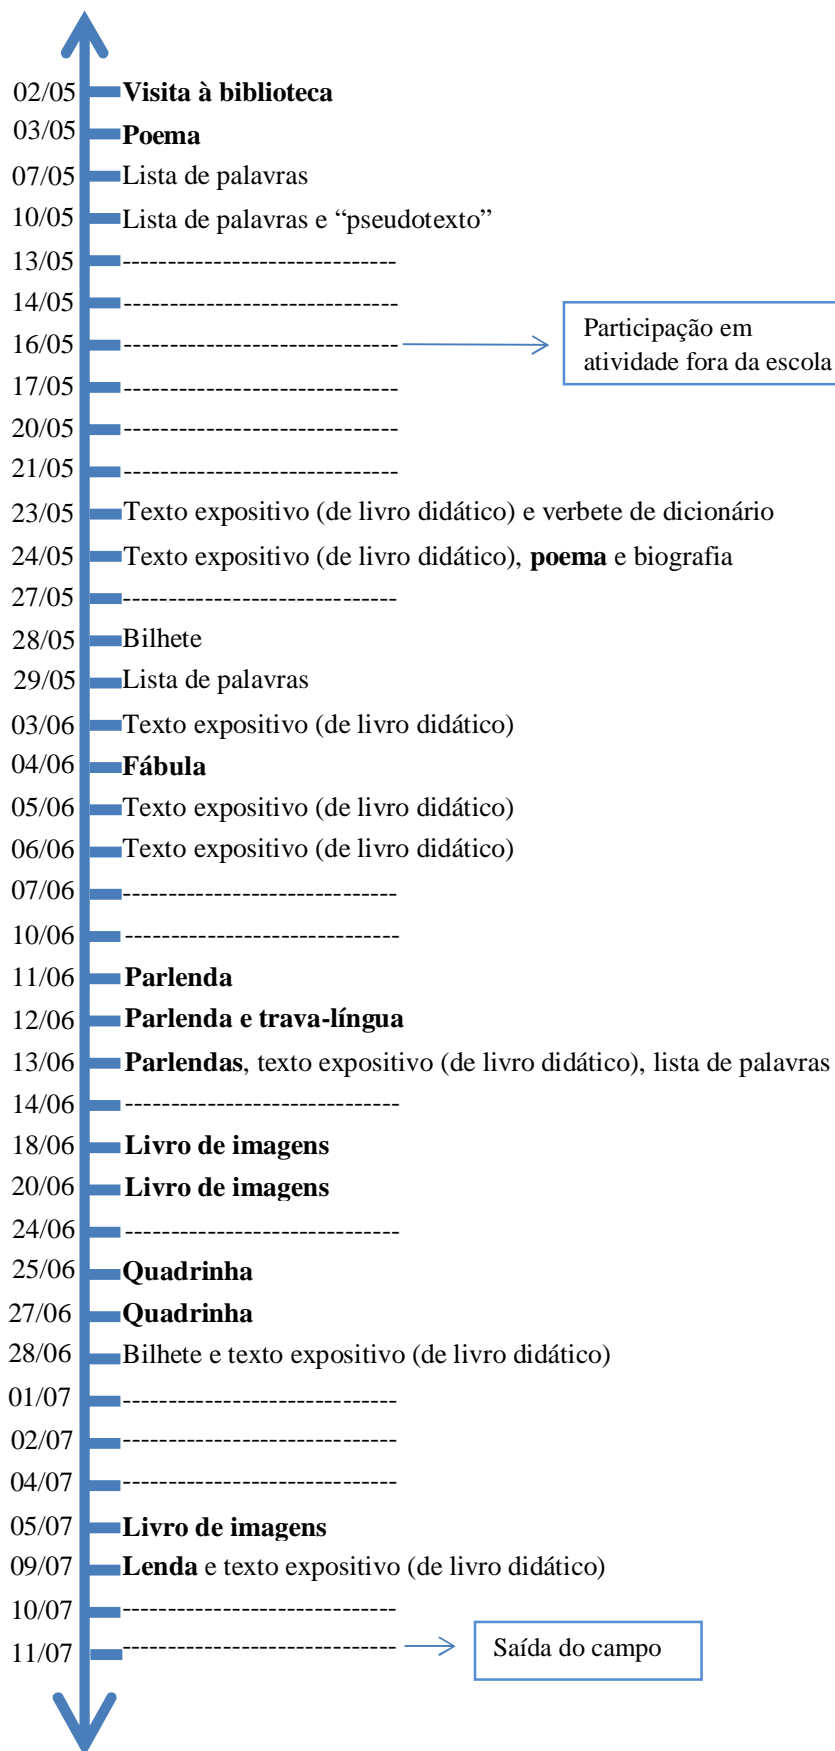 02/05 Visita à biblioteca
03/05 Poema
07/05 Lista de palavras
10/05 Lista de palavras e “pseudotexto”
13/05 -------------------------------
14/05 -------------------------------
16/05 ------------------------------- Participação em
atividade fora da escola
17/05 -------------------------------
20/05 -------------------------------
21/05 -------------------------------
23/05 Texto expositivo (de livro didático) e verbete de dicionário
24/05 Texto expositivo (de livro didático), poema e biografia
27/05 -------------------------------
28/05 Bilhete
29/05 Lista de palavras
03/06 Texto expositivo (de livro didático)
04/06 Fábula
05/06 Texto expositivo (de livro didático)
06/06 Texto expositivo (de livro didático)
07/06 -------------------------------
10/06 -------------------------------
11/06 Parlenda
12/06 Parlenda e trava-língua
13/06 Parlendas, texto expositivo (de livro didático), lista de palavras
14/06 -------------------------------
18/06 Livro de imagens
20/06 Livro de imagens
24/06 -------------------------------
25/06 Quadrinha
27/06 Quadrinha
28/06 Bilhete e texto expositivo (de livro didático)
01/07 -------------------------------
02/07 -------------------------------
04/07 -------------------------------
05/07 Livro de imagens
09/07 Lenda e texto expositivo (de livro didático)
10/07 -------------------------------
11/07 ------------------------------- Saída do campo